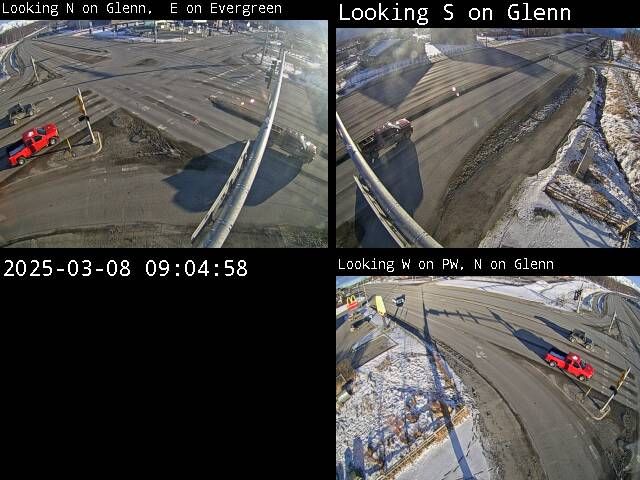 Looking N on Glenn,  E on Evergreen
Looking S on Glenn
2025-03-08 09:04:58
Looking W on PW, N on Glenn